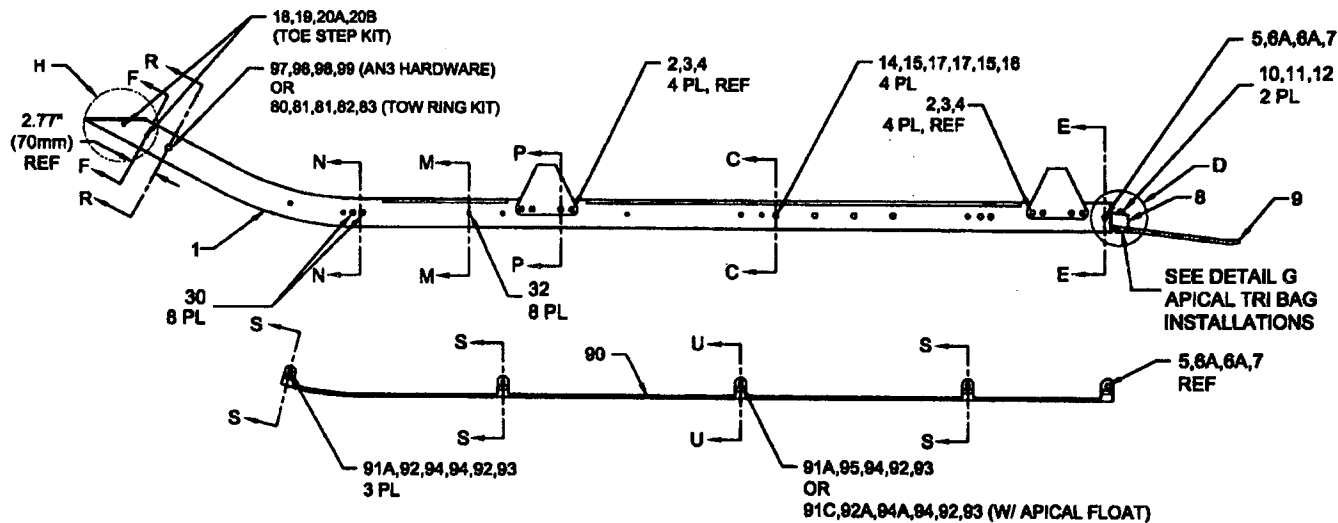 18,19,20A,20B
(TOE STEP KIT)
H
R
F
97,98,98,99 (AN3 HARDWARE)
OR
80,81,81,82,83 (TOW RING KIT)
2.77"
(70mm)
REF
F
R
2,3,4
4 PL, REF
14,15,17,17,15,16
4 PL
2,3,4
4 PL, REF
5,6A,6A,7
10,11,12
2 PL
N
M
P
C
E
D
8
9
1
N
M
P
C
E
30
8 PL
32
8 PL
SEE DETAIL G
APICAL TRI BAG
INSTALLATIONS
S
S
U
S
90
5,6A,6A,7
REF
S
S
U
S
91A,92,94,94,92,93
3 PL
91A,95,94,92,93
OR
91C,92A,94A,94,92,93 (W/ APICAL FLOAT)